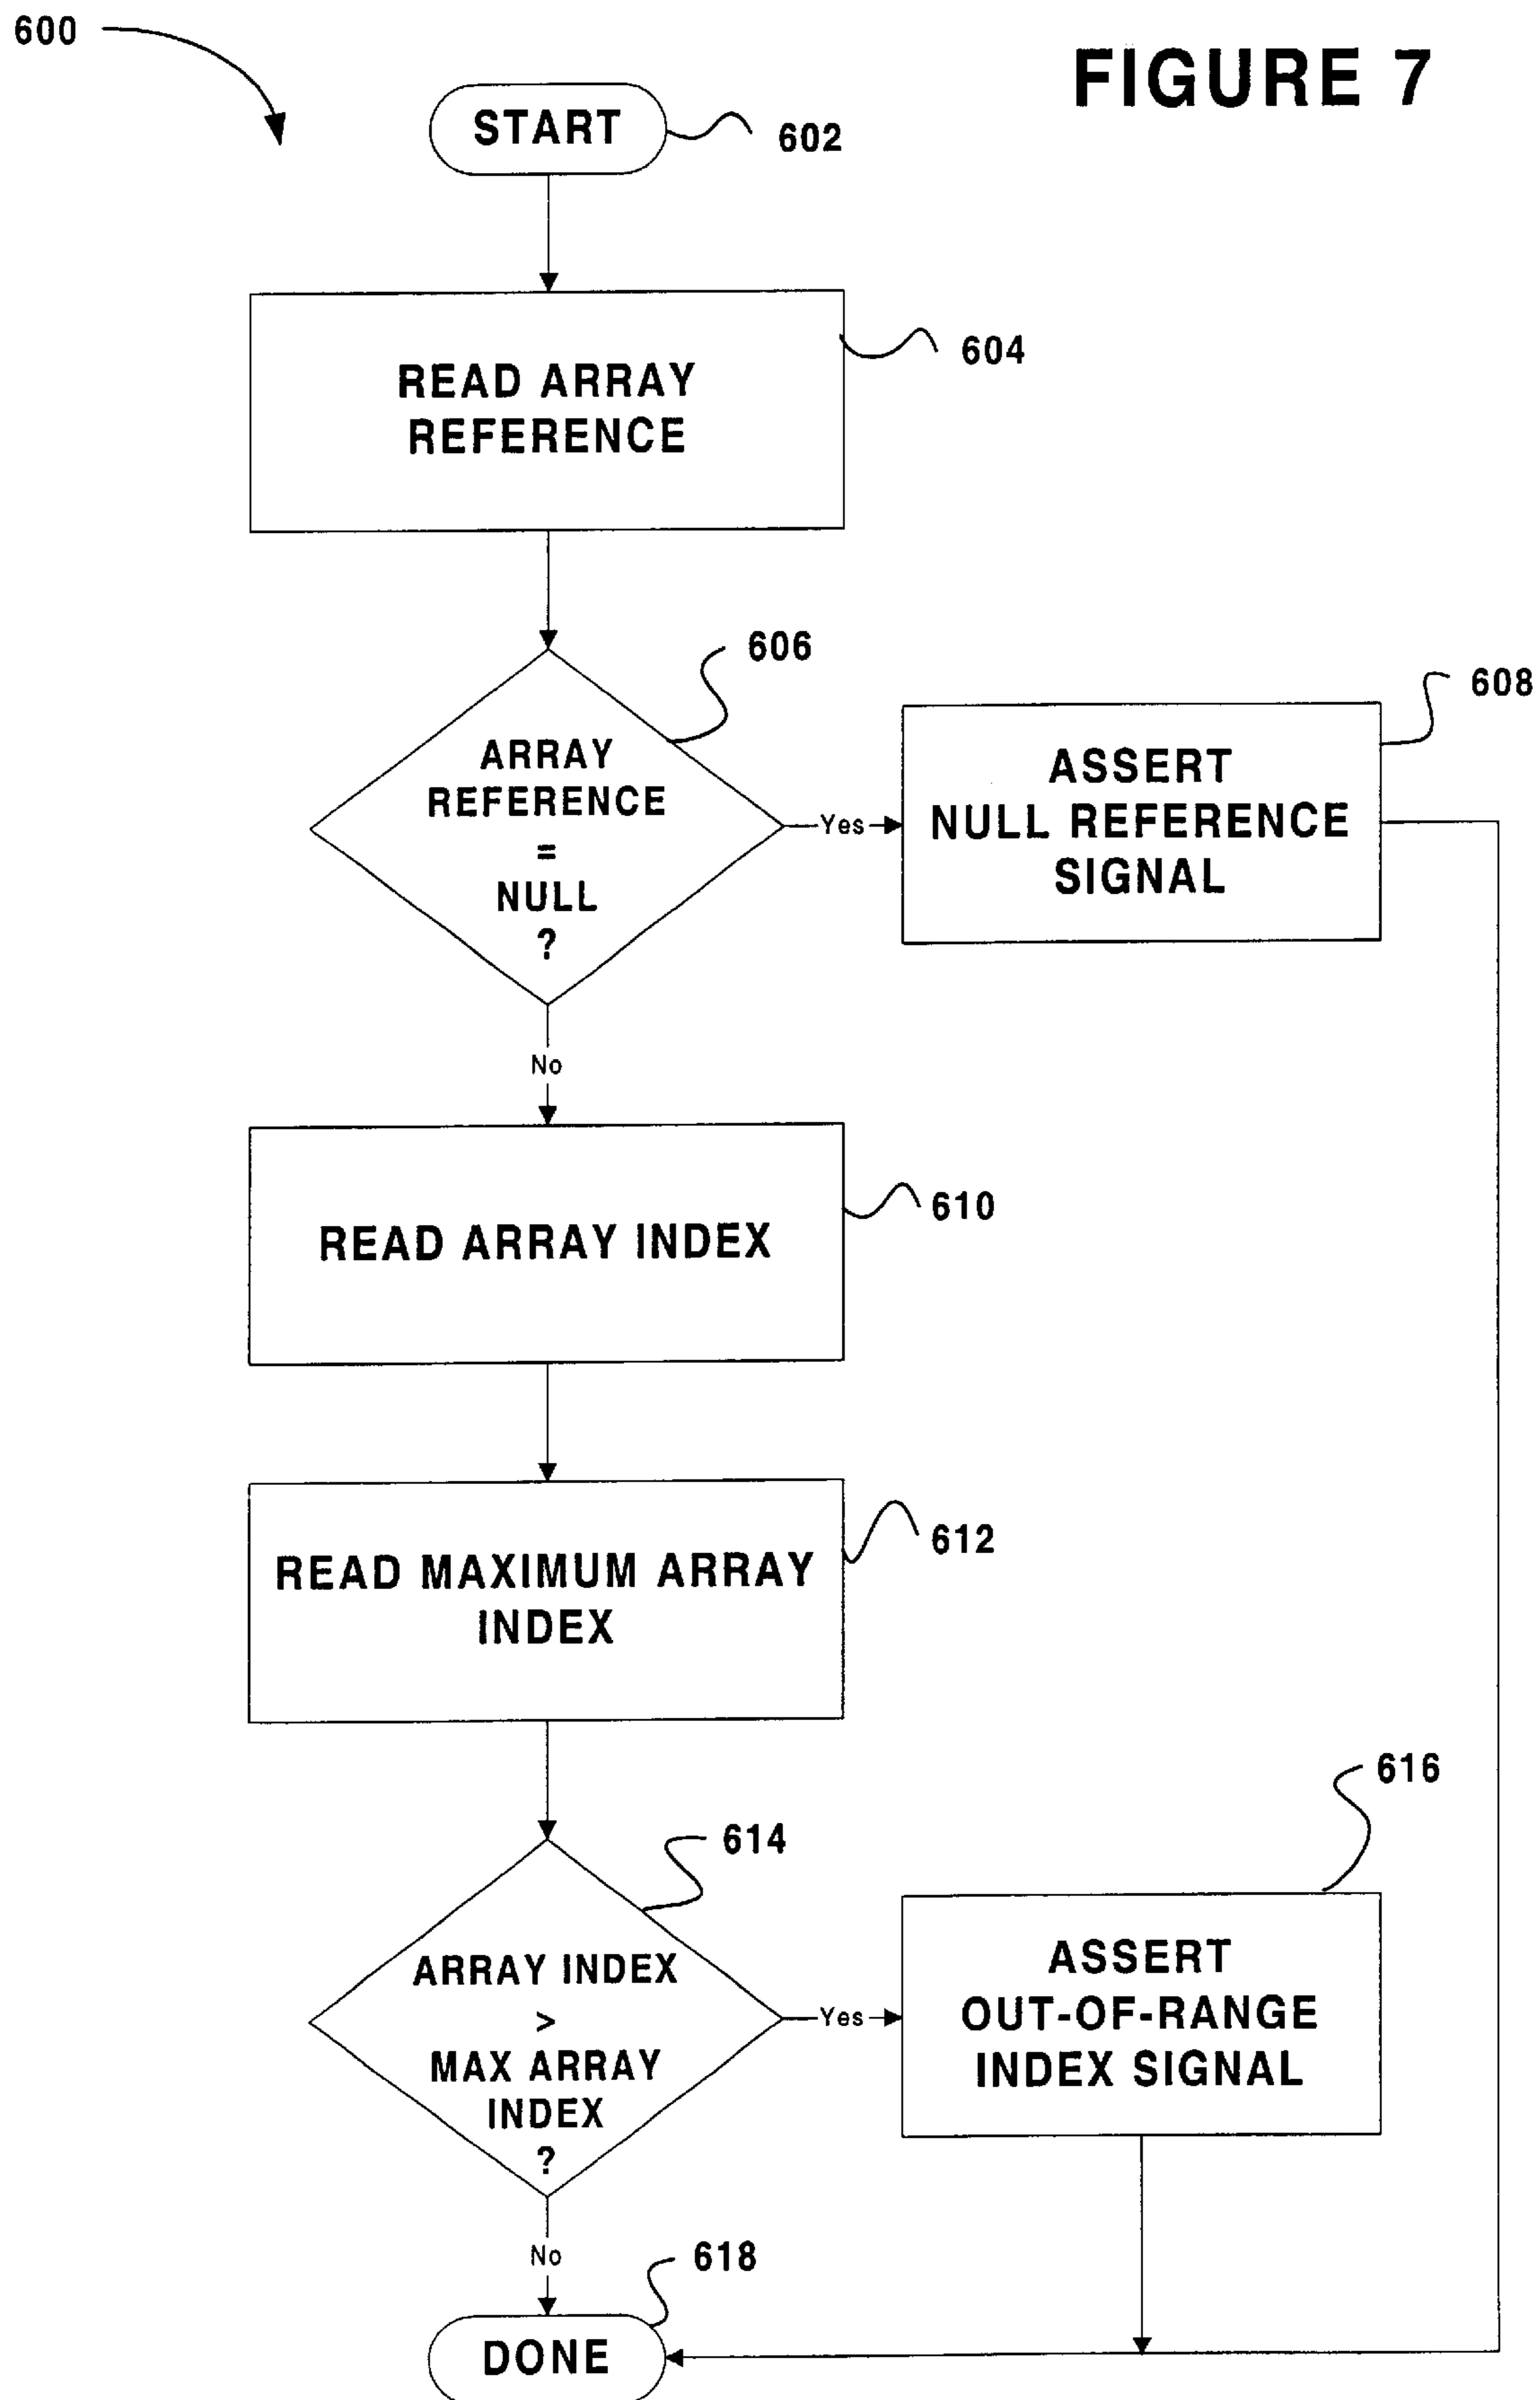 600
FIGURE 7
START
602
READ ARRAY
REFERENCE
604
606
ARRAY
REFERENCE
=
NULL
?
Yes
608
ASSERT
NULL REFERENCE
SIGNAL
No
READ ARRAY INDEX
610
READ MAXIMUM ARRAY
INDEX
612
614
ARRAY INDEX
>
MAX ARRAY
INDEX
?
Yes
616
ASSERT
OUT-OF-RANGE
INDEX SIGNAL
No
618
DONE